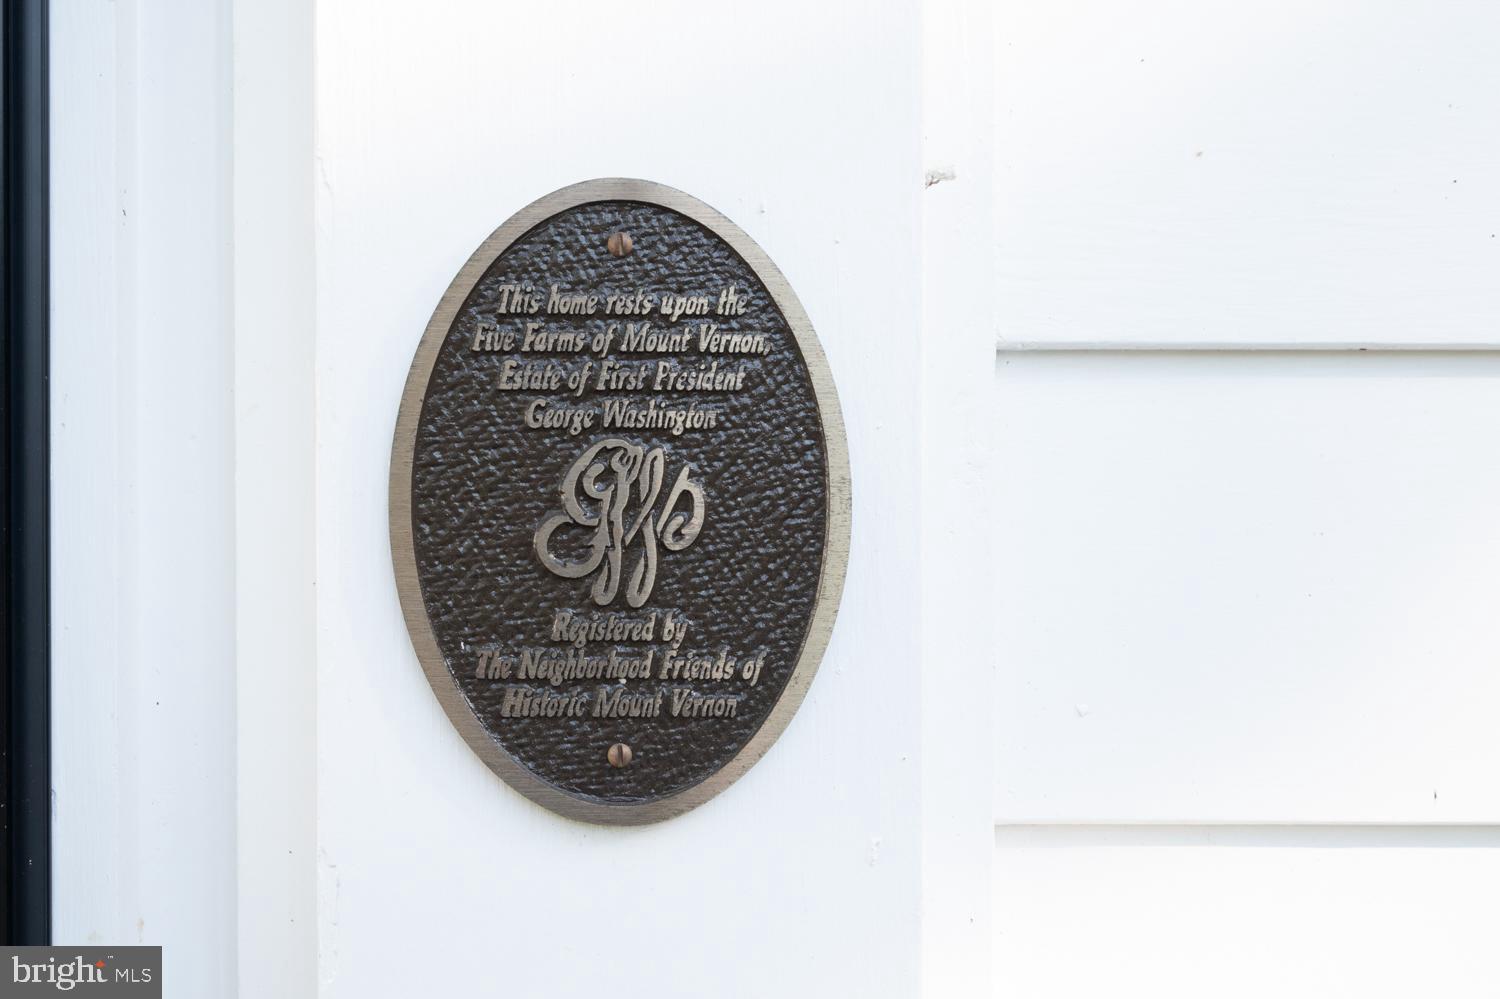 This home rests upon the
Five Farms of Mount Vernon,
Estate of First President
George Washington
GW
Registered by
The Neighborhood Friends of
Historic Mount Vernon
bright™ MLS